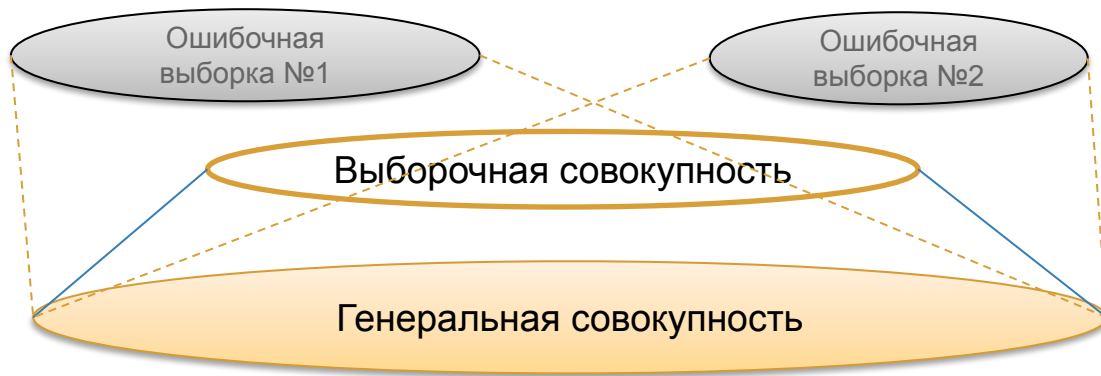 Ошибочная
выборка №1
Ошибочная
выборка №2
Выборочная совокупность
Генеральная совокупность